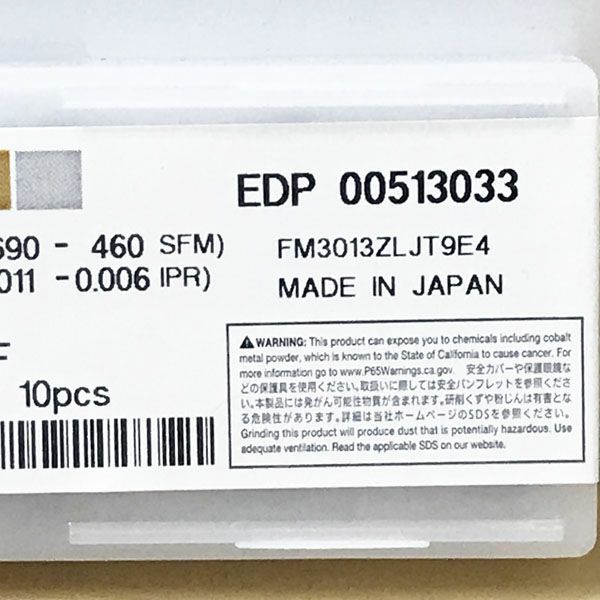 EDP 00513033
690 - 460 SFM)
FM3013ZLJT9E4
011 -0.006 IPR)
MADE IN JAPAN
F
10pcs
⚠WARNING: This product can expose you to chemicals including cobalt
metal powder, which is known to the State of California to cause cancer. For
more information go to www.P65Warnings.ca.gov. 安全カバーや保護眼鏡な
どの保護具を使用ください。取扱いに際しては安全パンフレットを参照くださ
い。本製品には発がん可能性物質が含まれています。研削くずや粉じんは有害とな
る危険性があります。詳細は当社ホームページのSDSを参照ください。
Grinding this product will produce dust that is potentially hazardous. Use
adequate ventilation. Read the applicable SDS on our website.